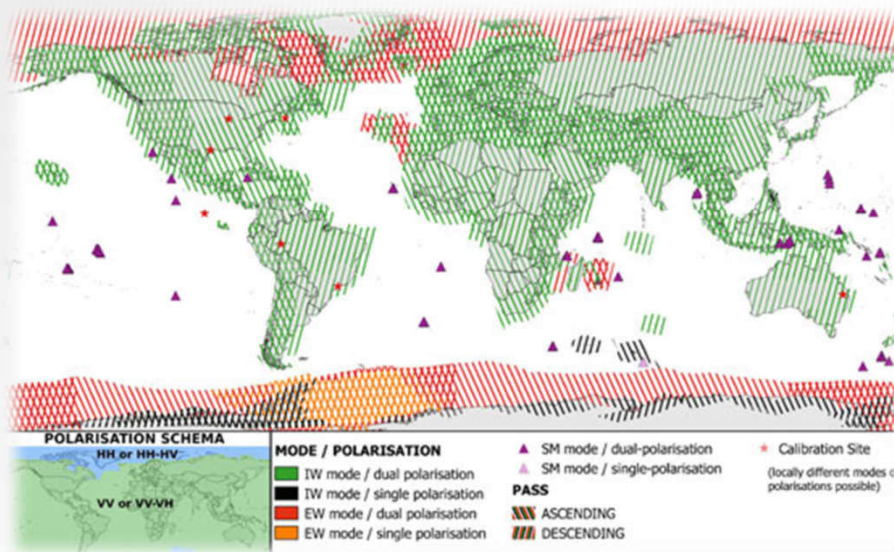 POLARISATION SCHEMA
HH or HH-HV
VV or VV-VH
MODE / POLARISATION
IW mode / dual polarisation
IW mode / single polarisation
EW mode / dual polarisation
EW mode / single polarisation
SM mode / dual-polarisation
SM mode / single-polarisation
PASS
ASCENDING
DESCENDING
Calibration Site
(locally different modes
polarisations possible)